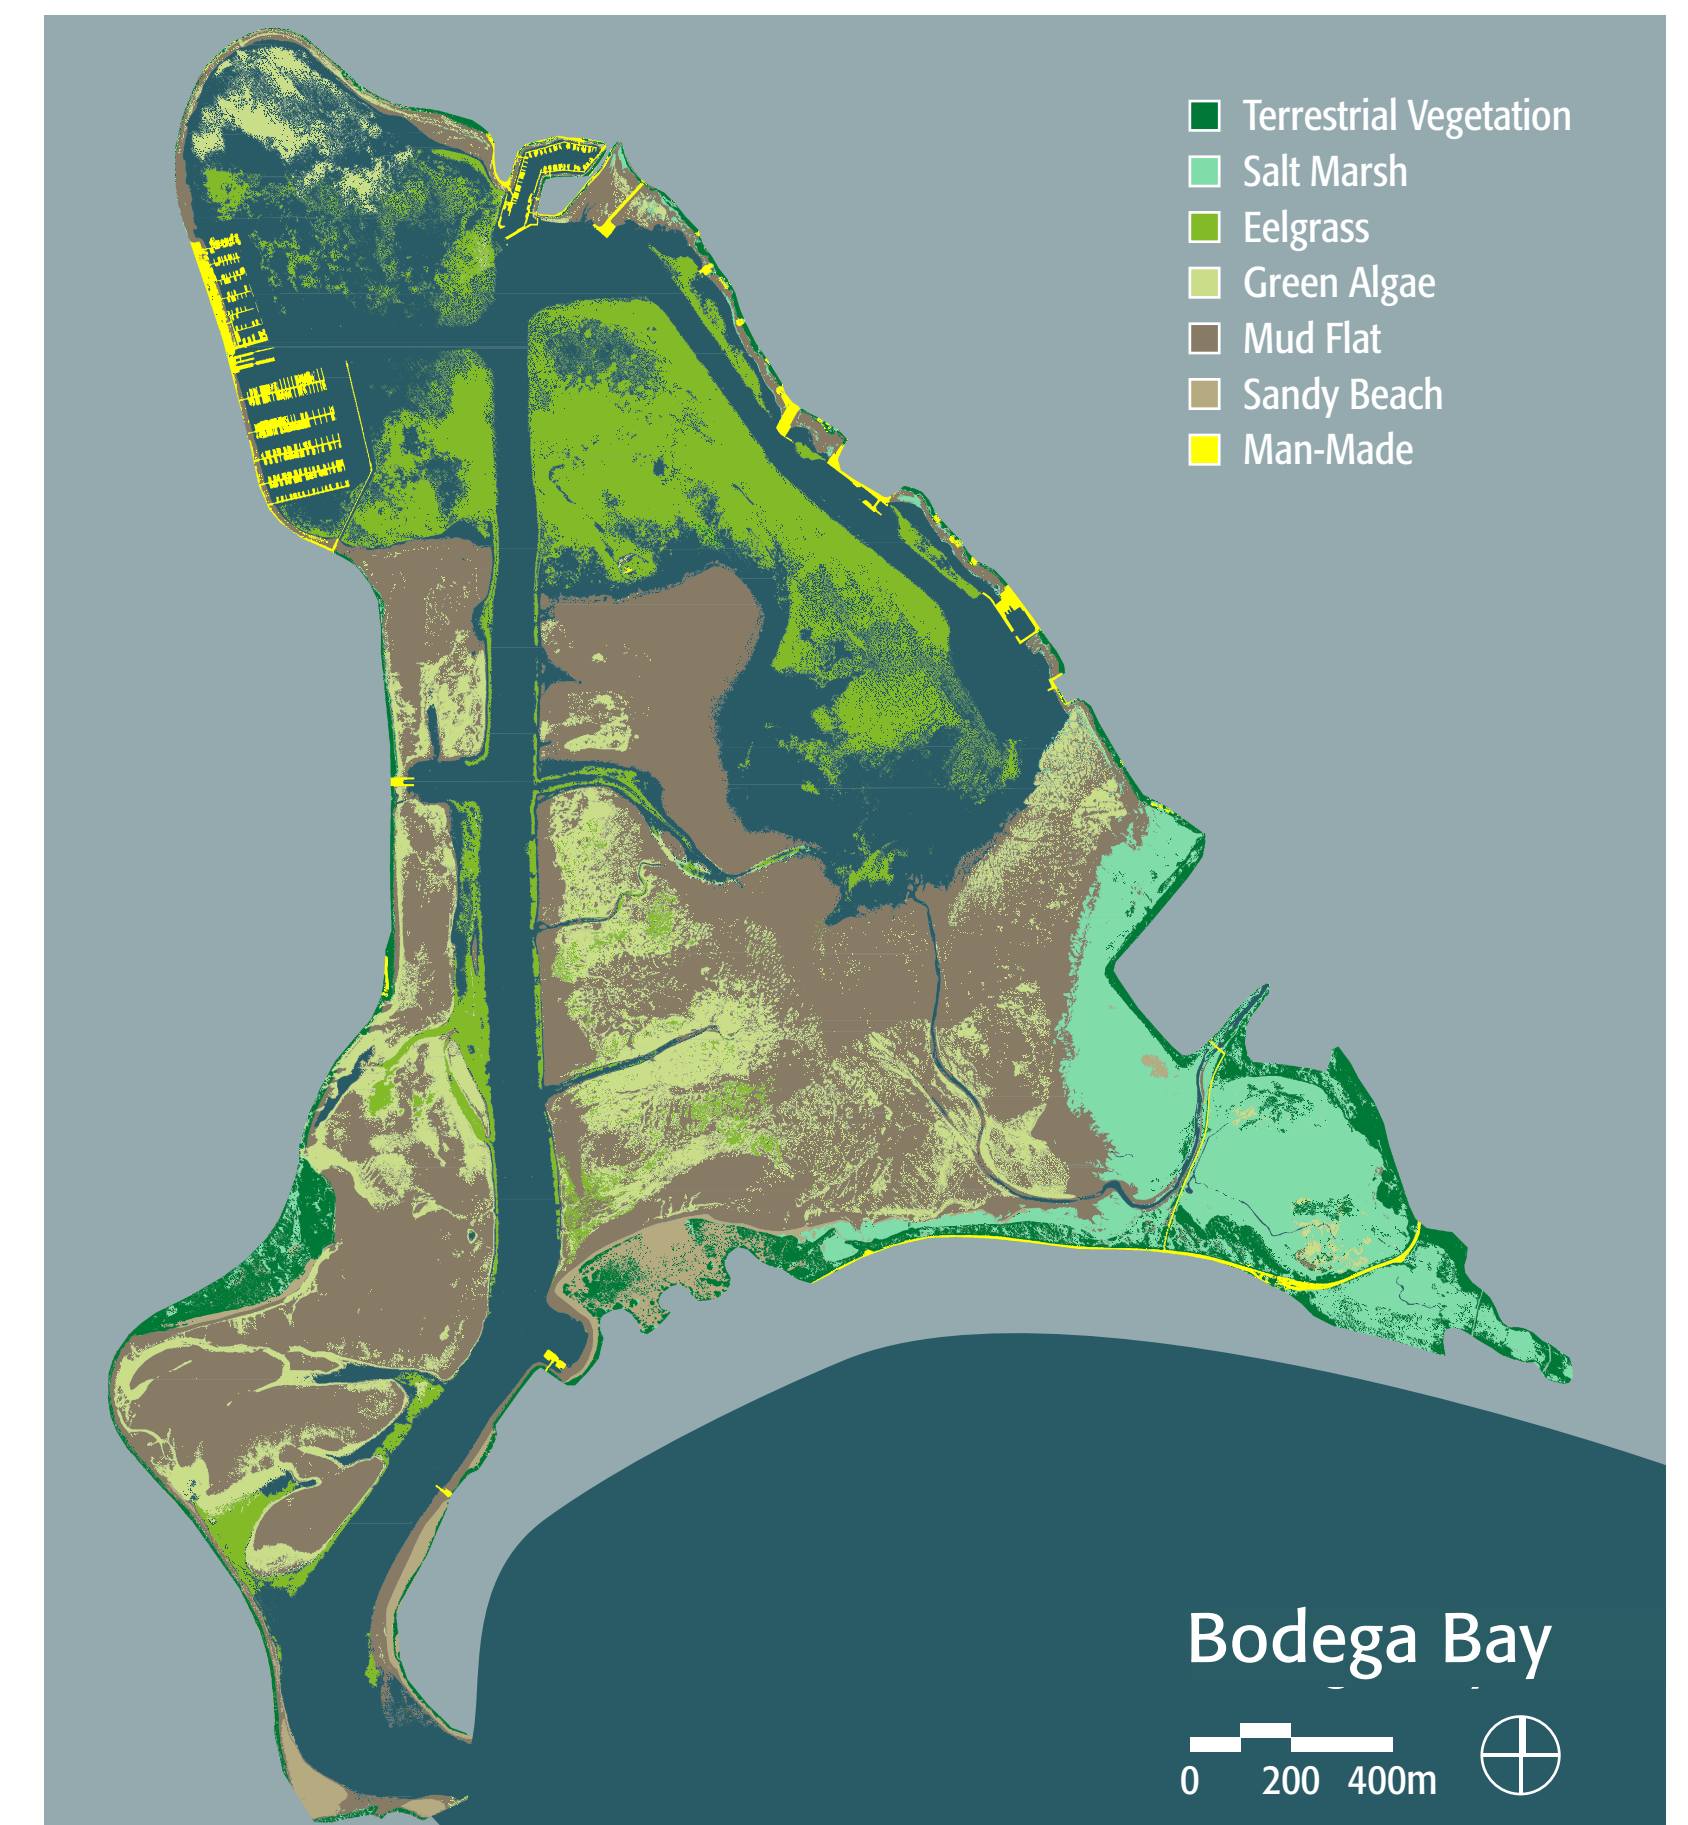 Terrestrial Vegetation
Salt Marsh
Eelgrass
Green Algae
Mud Flat
Sandy Beach
Man-Made
Bodega Bay
0 200 400m